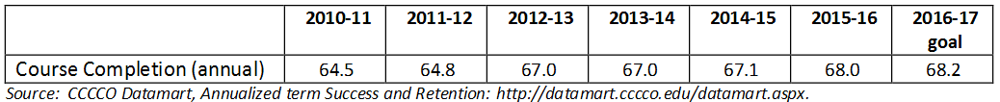 2010-11 2011-12 2012-13 2013-14 2014-15 2015-16 2016-17
goal
Course Completion (annual) 64.5 64.8 67.0 67.0 67.1 68.0 68.2
Source: CCCCO Datamart, Annualized term Success and Retention: http://datamart.cccco.edu/datamart.aspx.